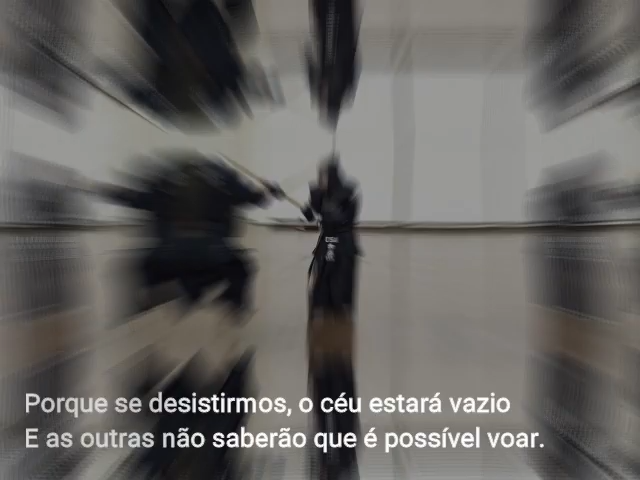 Porque se desistirmos, o céu estará vazio
E as outras não saberão que é possível voar.